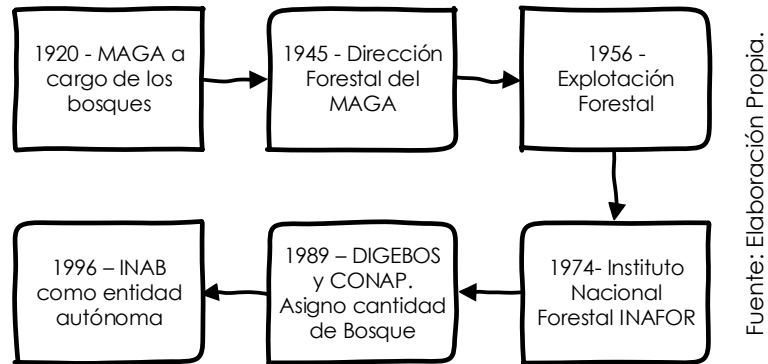 1920 - MAGA a
cargo de los
bosques
1945 - Dirección
Forestal del
MAGA
1956 -
Explotación
Forestal
1974- Instituto
Nacional
Forestal INAFOR
1989 – DIGEBOS
y CONAP.
Asigno cantidad
de Bosque
1996 – INAB
como entidad
autónoma
Fuente: Elaboración Propia.